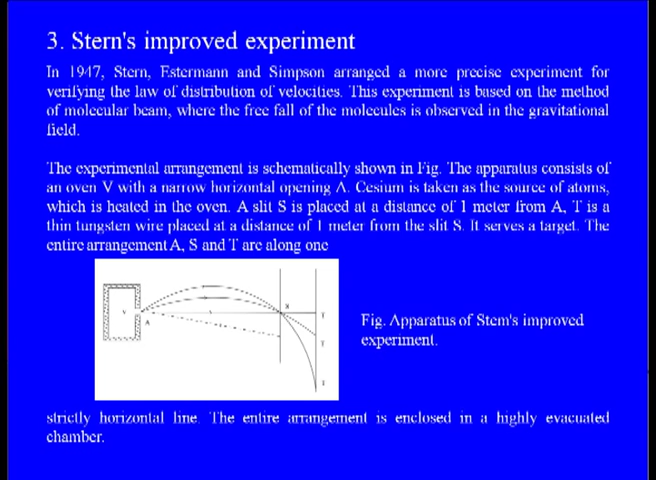 3. Stern's improved experiment
In 1947, Stern, Estermann and Simpson arranged a more precise experiment for
verifying the law of distribution of velocities. This experiment is based on the method
of molecular beam, where the free fall of the molecules is observed in the gravitational
field.
The experimental arrangement is schematically shown in Fig. The apparatus consists of
an oven V with a narrow horizontal opening A. Cesium is taken as the source of atoms,
which is heated in the oven. A slit S is placed at a distance of 1 meter from A, T is a
thin tungsten wire placed at a distance of 1 meter from the slit S. It serves a target. The
entire arrangement A, S and T are along one
V
A
Fig. Apparatus of Stem's improved
experiment.
strictly horizontal line. The entire arrangement is enclosed in a highly evacuated
chamber.